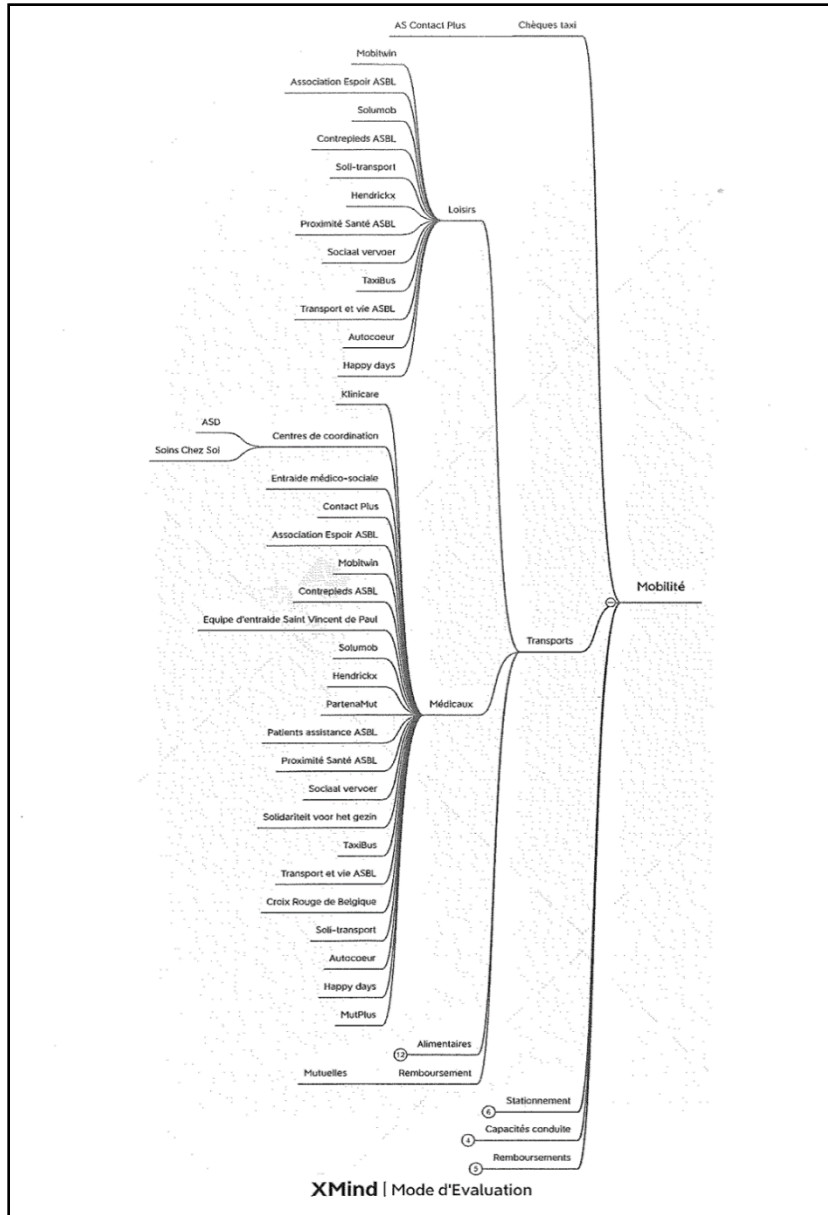 AS Contact Plus
Chèques taxi
Mobitwin
Association Espoir ASBL
Solumob
Contrepieds ASBL
Soli-transport
Hendrickx
Loisirs
Proximité Santé ASBL
Sociaal vervoer
TaxiBus
Transport et vie ASBL
Autocoeur
Happy days
Klinicare
ASD
Centres de coordination
Soins Chez Soi
Entraide médico-sociale
Contact Plus
Association Espoir ASBL
Mobitwin
Mobilité
Contrepieds ASBL
Equipe d'entraide Saint Vincent de Paul
Transports
Solumob
Hendrickx
PartenaMut
Médicaux
Patients assistance ASBL
Proximité Santé ASBL
Sociaal vervoer
Solidariteit voor het gezin
TaxiBus
Transport et vie ASBL
Croix Rouge de Belgique
Soli-transport
Autocoeur
Happy days
MutPlus
Alimentaires
12
Mutuelles
Remboursement
Stationnement
6
Capacités conduite
4
Remboursements
5
XMind | Mode d'Evaluation